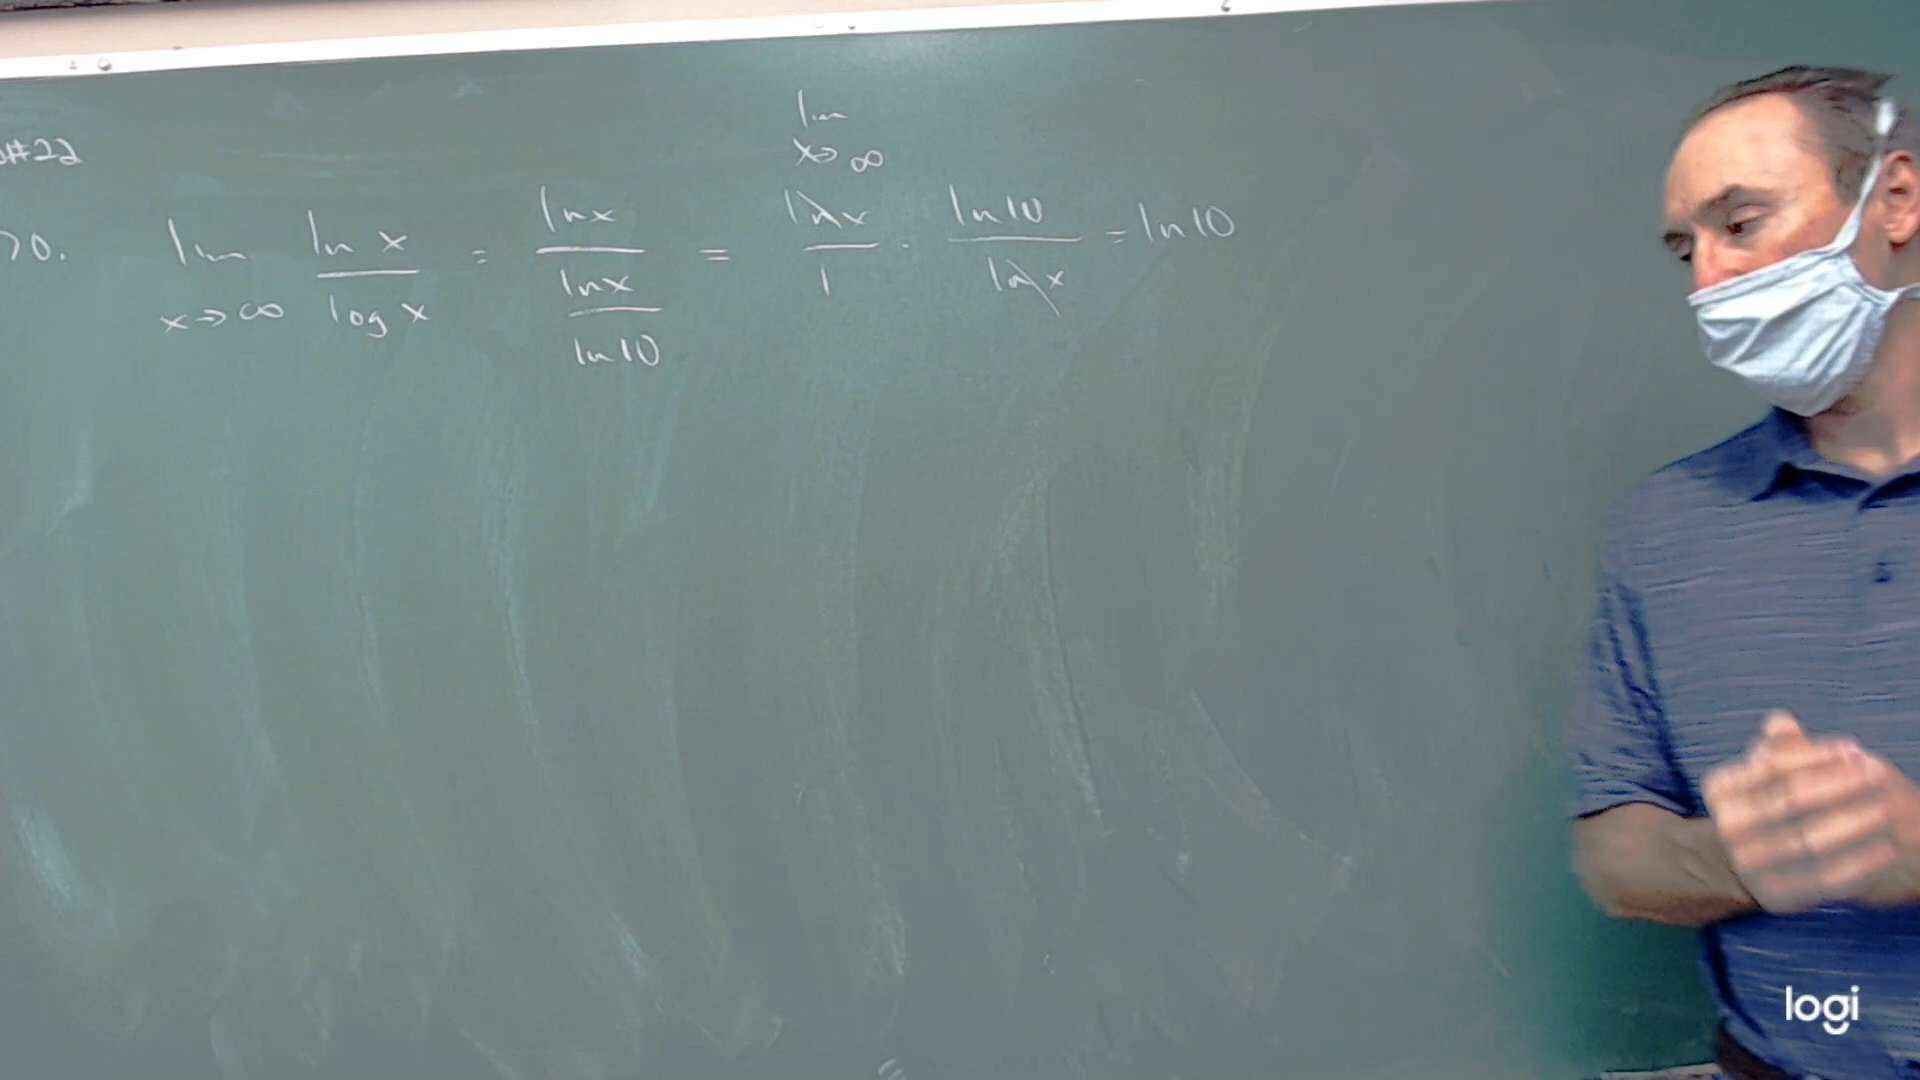 #22
70. lim x→∞ ln x / log x = ln x / (ln x / ln 10) = lim x→∞ ln x / 1 · ln 10 / ln x = ln 10
logi